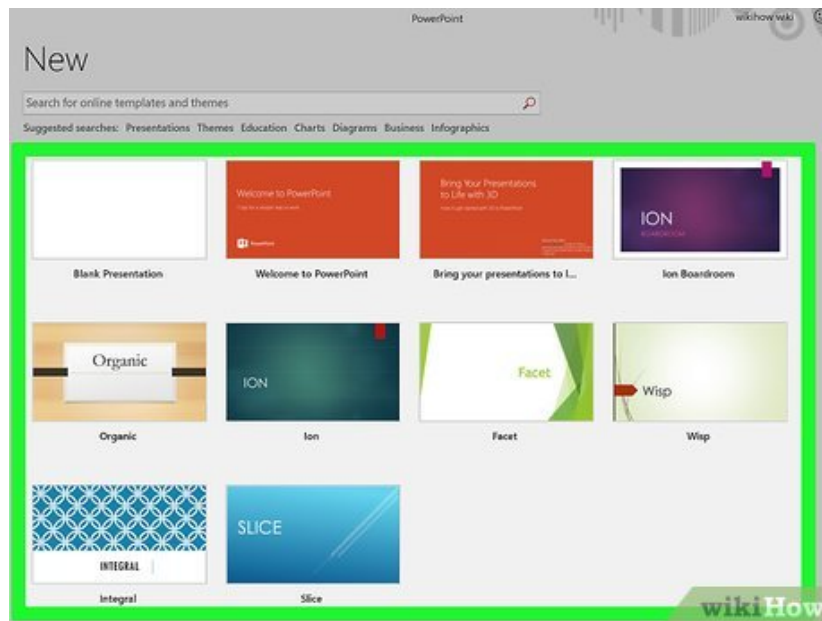 PowerPoint
wikihow wiki
New
Search for online templates and themes
Suggested searches: Presentations Themes Education Charts Diagrams Business Infographics
Welcome to PowerPoint
PowerPoint
Bring Your Presentations
to Life with 3D
ION
BOARDROOM
Blank Presentation
Welcome to PowerPoint
Bring your presentations to l...
Ion Boardroom
Organic
ION
Facet
Wisp
Organic
Ion
Facet
Wisp
INTEGRAL
SLICE
Integral
Slice
wikiHow